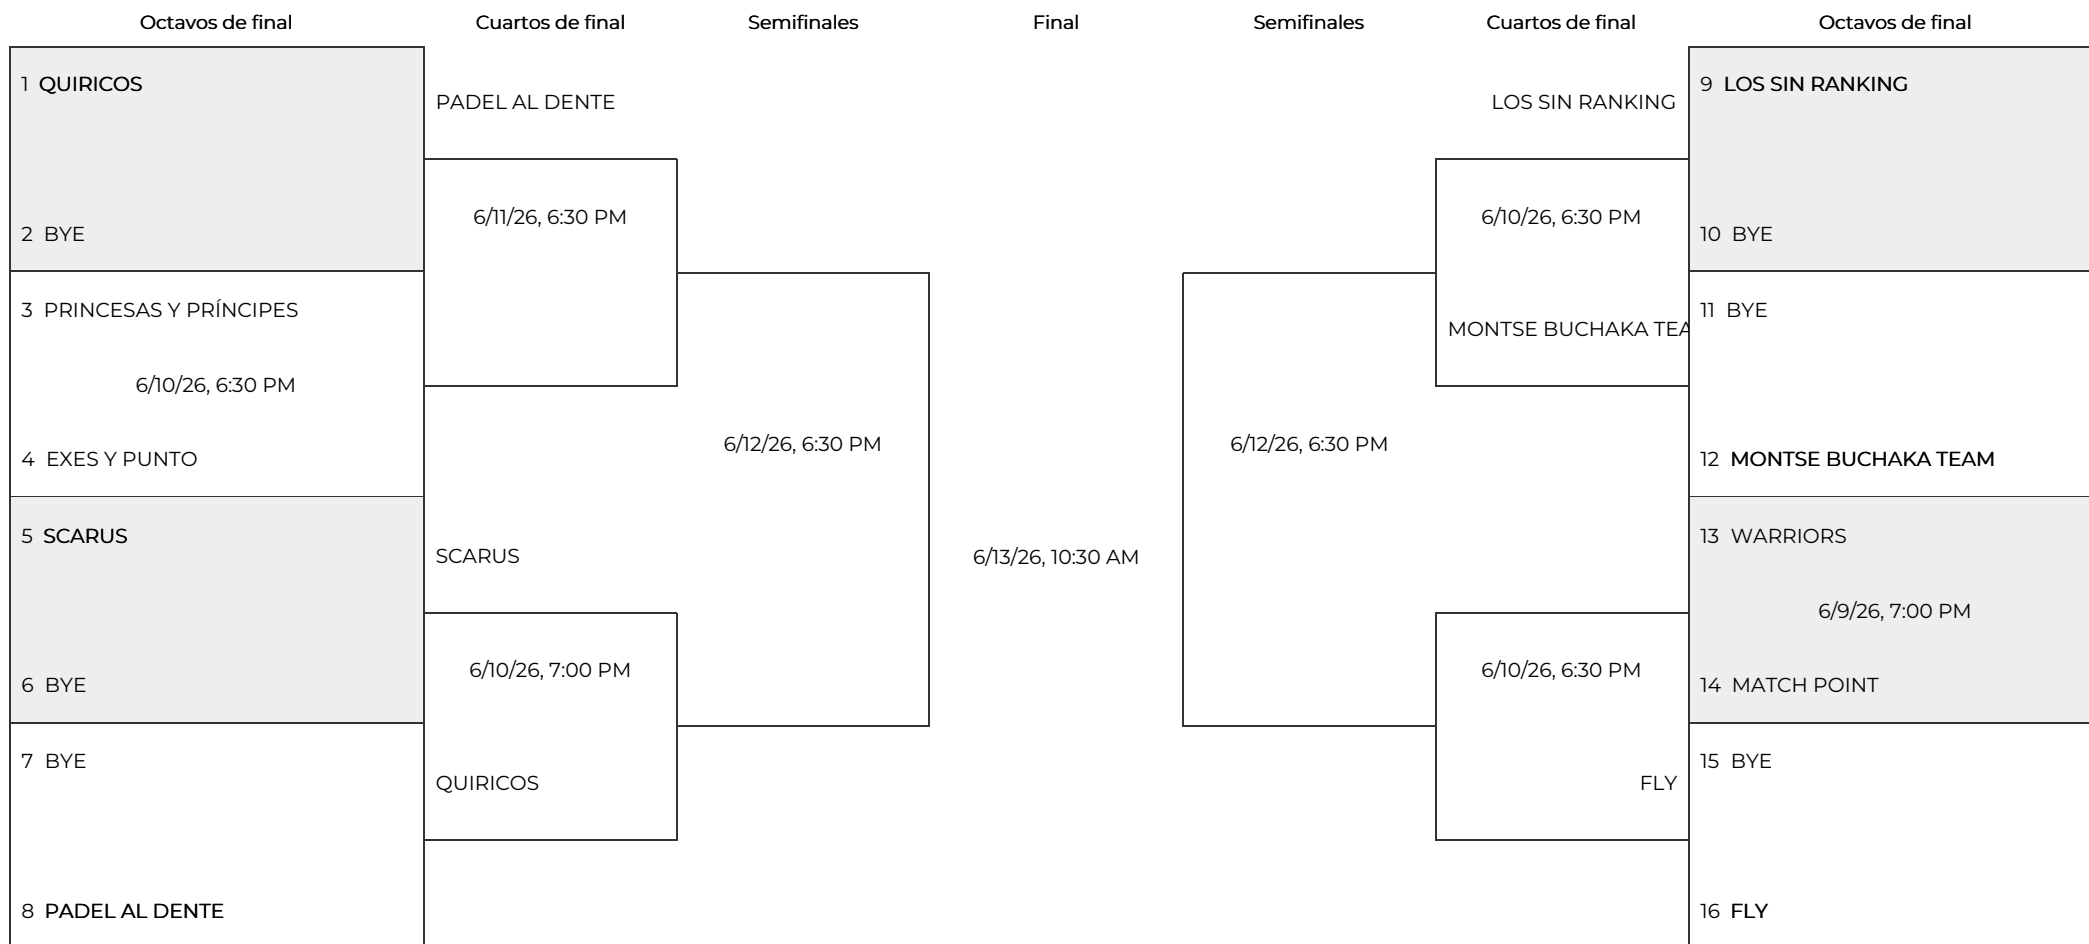 Octavos de final
Cuartos de final
Semifinales
Final
Semifinales
Cuartos de final
Octavos de final
1 QUIRICOS
2 BYE
3 PRINCESAS Y PRÍNCIPES
6/10/26, 6:30 PM
4 EXES Y PUNTO
5 SCARUS
6 BYE
7 BYE
8 PADEL AL DENTE
PADEL AL DENTE
6/11/26, 6:30 PM
SCARUS
6/10/26, 7:00 PM
QUIRICOS
6/12/26, 6:30 PM
6/13/26, 10:30 AM
6/12/26, 6:30 PM
LOS SIN RANKING
6/10/26, 6:30 PM
MONTSE BUCHAKA TEA
6/10/26, 6:30 PM
FLY
9 LOS SIN RANKING
10 BYE
11 BYE
12 MONTSE BUCHAKA TEAM
13 WARRIORS
6/9/26, 7:00 PM
14 MATCH POINT
15 BYE
16 FLY